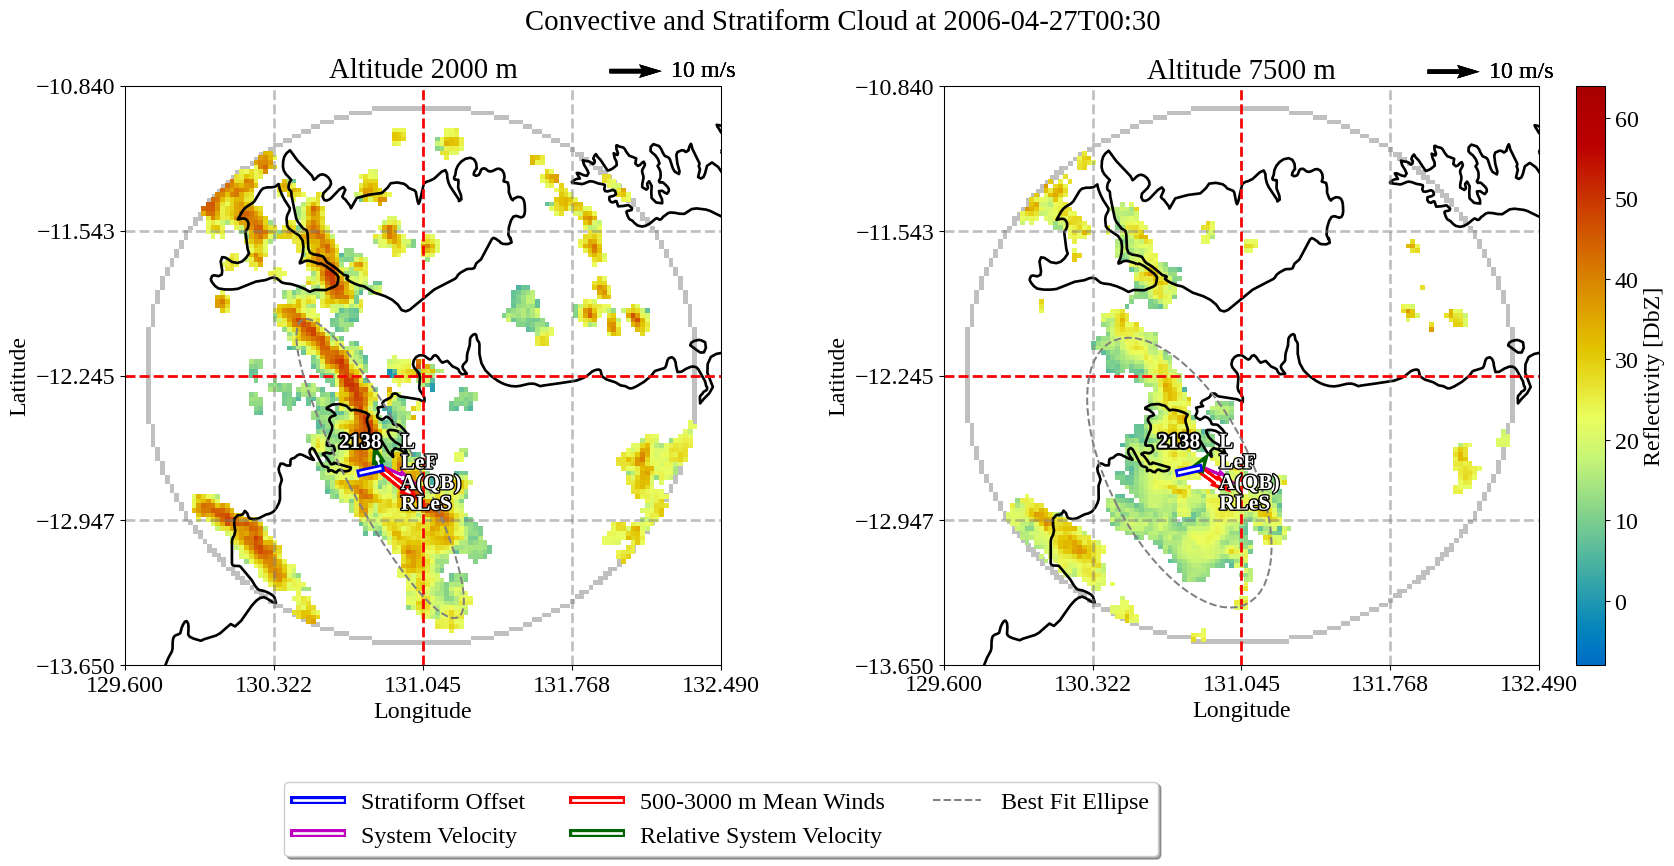 Convective and Stratiform Cloud at 2006-04-27T00:30
Altitude 2000 m
10 m/s
−10.840
−11.543
−12.245
−12.947
−13.650
Latitude
2138
L
LeF
A(QB)
RLeS
129.600 130.322 131.045 131.768 132.490
Longitude
Altitude 7500 m
10 m/s
−10.840
−11.543
−12.245
−12.947
−13.650
Latitude
2138
L
LeF
A(QB)
RLeS
129.600 130.322 131.045 131.768 132.490
Longitude
60
50
40
30
20
10
0
Reflectivity [DbZ]
Stratiform Offset
System Velocity
500-3000 m Mean Winds
Relative System Velocity
Best Fit Ellipse